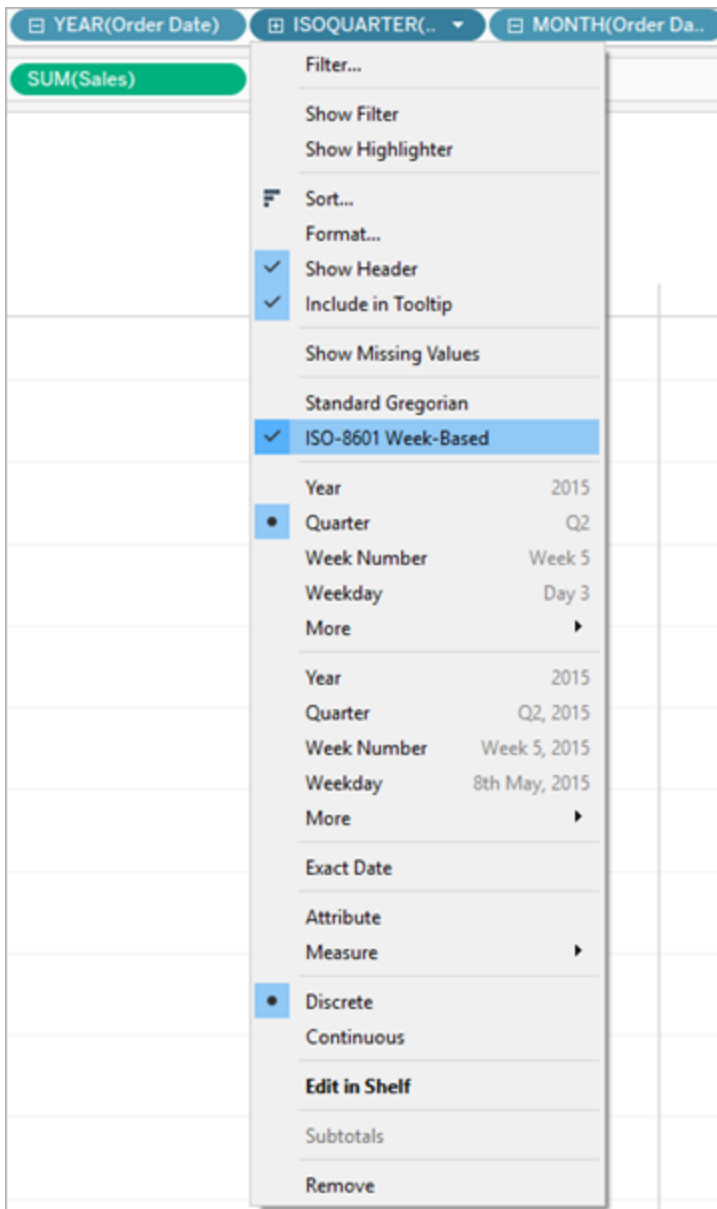 YEAR(Order Date) ISOQUARTER(.. MONTH(Order Da..
SUM(Sales)
Filter...
Show Filter
Show Highlighter
Sort...
Format...
Show Header
Include in Tooltip
Show Missing Values
Standard Gregorian
ISO-8601 Week-Based
Year 2015
Quarter Q2
Week Number Week 5
Weekday Day 3
More
Year 2015
Quarter Q2, 2015
Week Number Week 5, 2015
Weekday 8th May, 2015
More
Exact Date
Attribute
Measure
Discrete
Continuous
Edit in Shelf
Subtotals
Remove